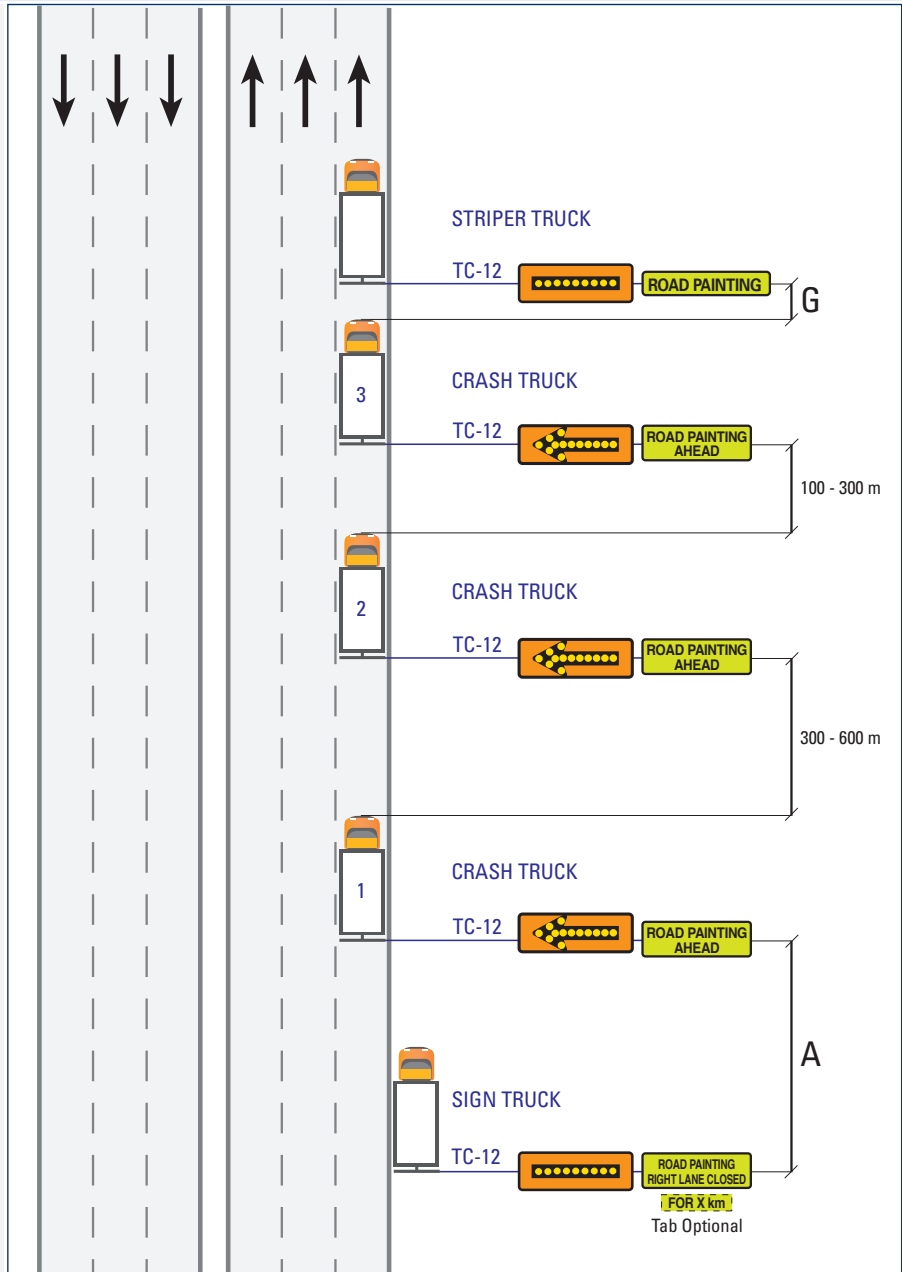 STRIPER TRUCK
TC-12
ROAD PAINTING
G
3
CRASH TRUCK
TC-12
ROAD PAINTING
AHEAD
100 - 300 m
2
CRASH TRUCK
TC-12
ROAD PAINTING
AHEAD
300 - 600 m
1
CRASH TRUCK
TC-12
ROAD PAINTING
AHEAD
A
SIGN TRUCK
TC-12
ROAD PAINTING
RIGHT LANE CLOSED
FOR X km
Tab Optional